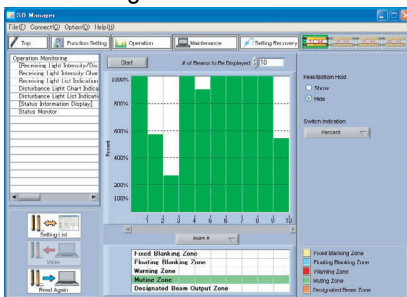 SD Manager
File(F) Connect(C) Option(O) Help(H)
Top Function Setting Operation Maintenance Setting Recovery
Operation Monitoring
[Receiving Light Intensity/Dis
Receiving Light Intensity Char
Receiving Light List Indication
Disturbance Light Chart Indica
Disturbance Light List Indicatio
[Status Information Display]
Status Monitor
Start
# of Beams to Be Displayed 10
1000%
800%
600%
400%
200%
100%
Percent
1 2 3 4 5 6 7 8 9 10
Beam #
Peak/Bottom Hold
Show
Hide
Switch Indication
Percent
Setting List
Write
Read Again
Fixed Blanking Zone
Floating Blanking Zone
Warning Zone
Muting Zone
Designated Beam Output Zone
Fixed Blanking Zone
Floating Blanking Zone
Warning Zone
Muting Zone
Designated Beam Zone